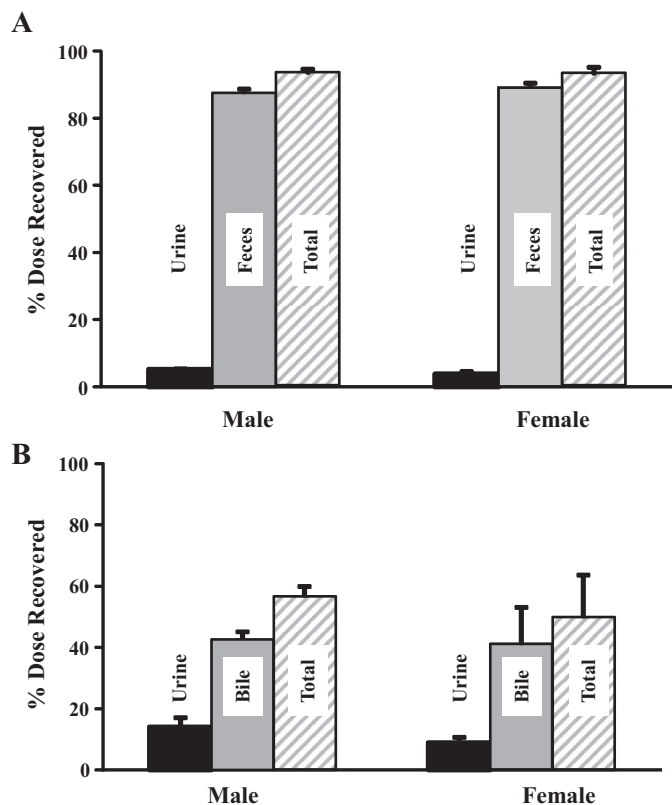 A
100
80
60
40
20
0
% Dose Recovered
Urine
Feces
Total
Urine
Feces
Total
Male
Female
B
100
80
60
40
20
0
% Dose Recovered
Urine
Bile
Total
Urine
Bile
Total
Male
Female